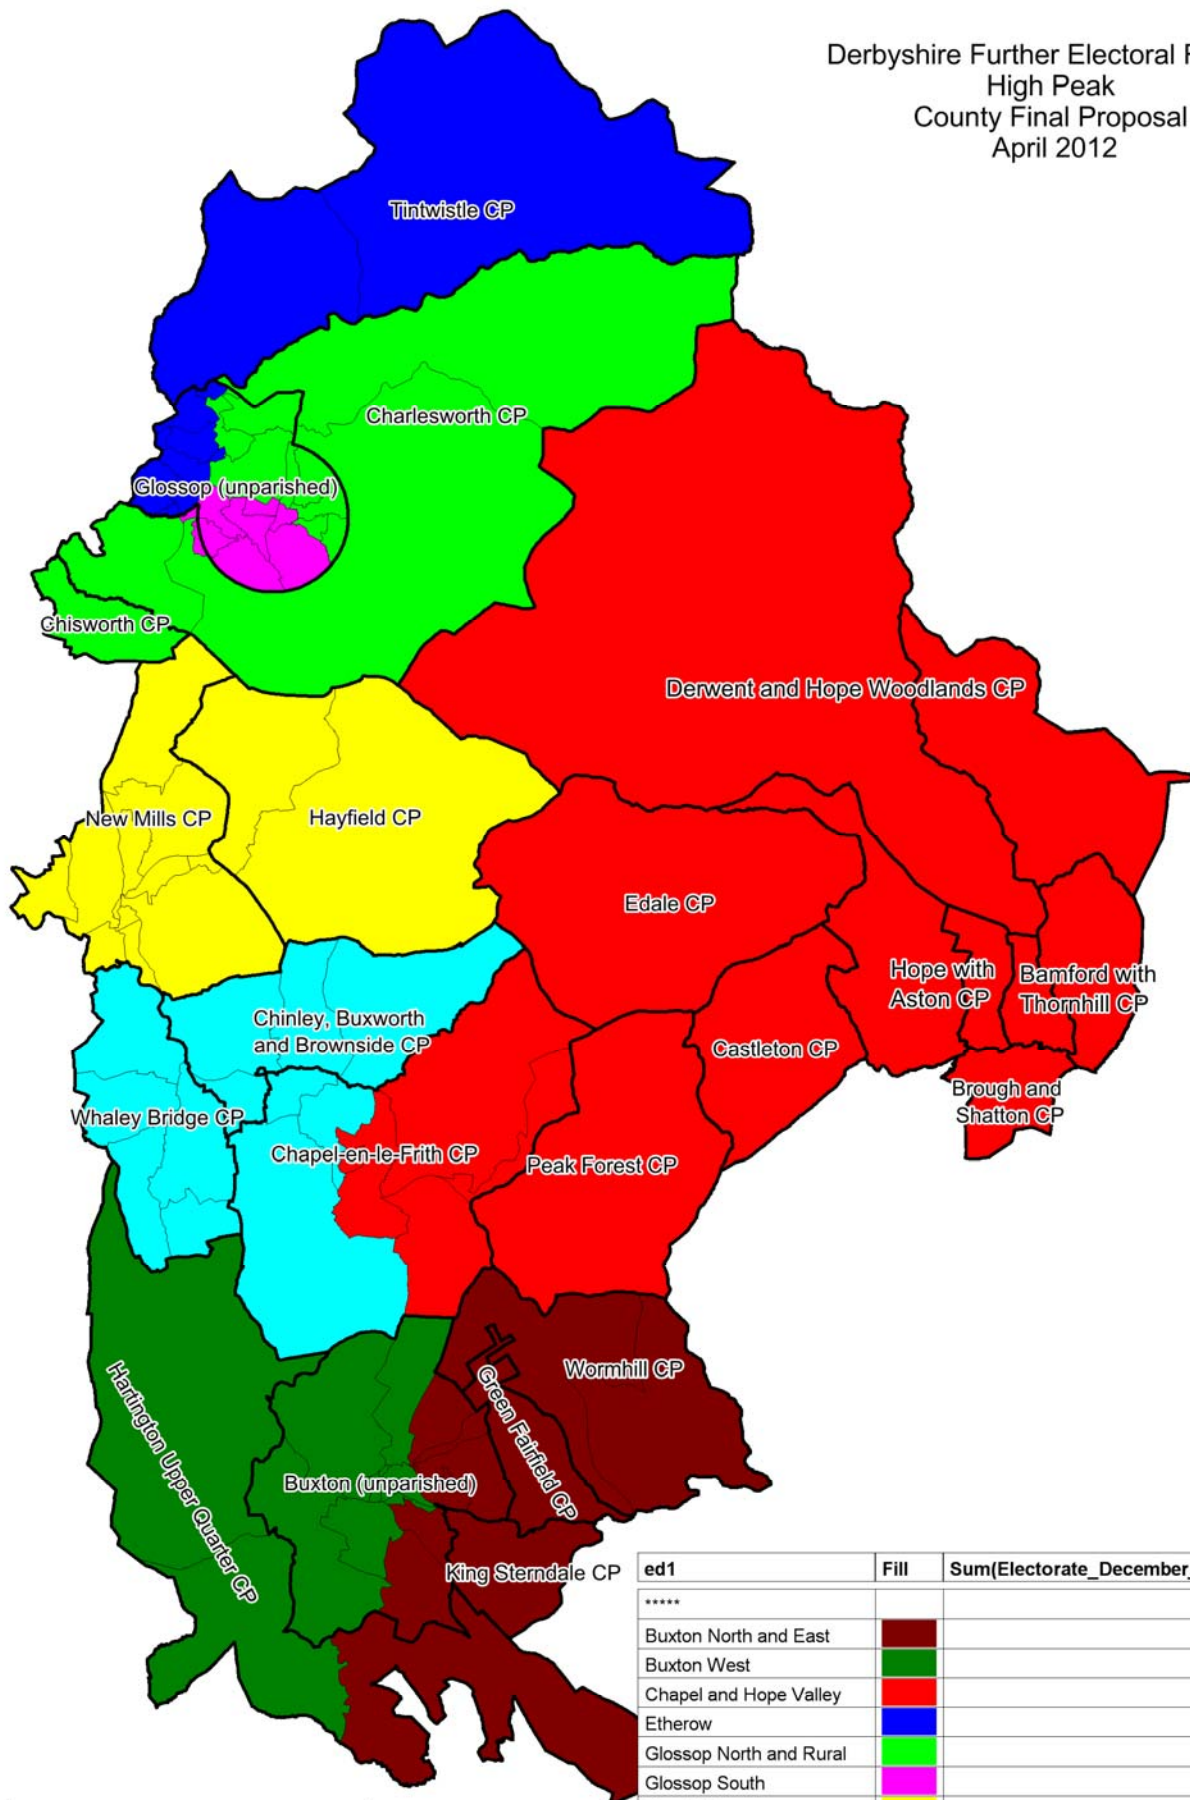 Derbyshire Further Electoral
High Peak
County Final Proposal
April 2012
Tintwistle CP
Charlesworth CP
Glossop (unparished)
Chisworth CP
Derwent and Hope Woodlands CP
New Mills CP
Hayfield CP
Edale CP
Hope with
Aston CP
Bamford with
Thornhill CP
Chinley, Buxworth
and Brownside CP
Castleton CP
Brough and
Shatton CP
Whaley Bridge CP
Chapel-en-le-Frith CP
Peak Forest CP
Wormhill CP
Hartington Upper Quarter CP
Green Fairfield CP
Buxton (unparished)
King Sterndale CP
ed1 Fill Sum(Electorate_December_
*****
Buxton North and East
Buxton West
Chapel and Hope Valley
Etherow
Glossop North and Rural
Glossop South